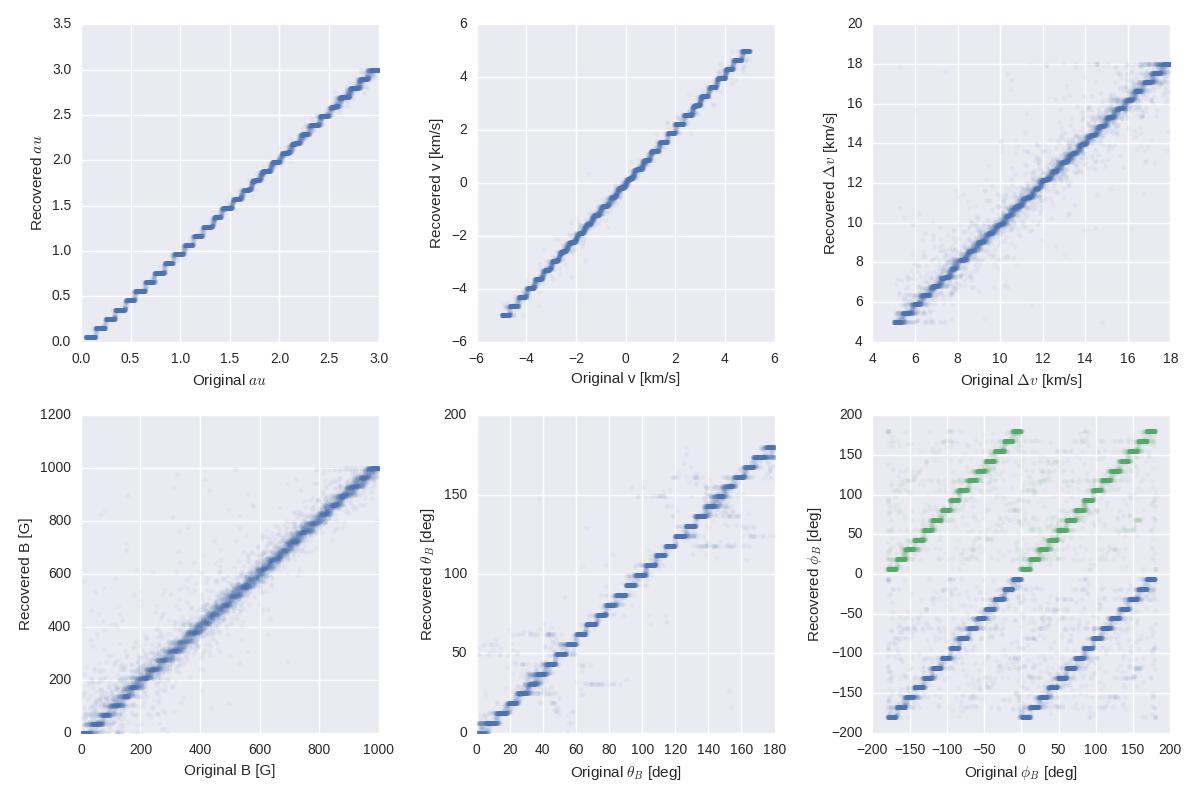 3.5
3.0
2.5
2.0
1.5
1.0
0.5
0.0
Recovered au
0.0 0.5 1.0 1.5 2.0 2.5 3.0
Original au
6
4
2
0
−2
−4
−6
Recovered v [km/s]
−6 −4 −2 0 2 4 6
Original v [km/s]
20
18
16
14
12
10
8
6
4
Recovered Δv [km/s]
4 6 8 10 12 14 16 18
Original Δv [km/s]
1200
1000
800
600
400
200
0
Recovered B [G]
0 200 400 600 800 1000
Original B [G]
200
150
100
50
0
Recovered θ_B [deg]
0 20 40 60 80 100 120 140 160 180
Original θ_B [deg]
200
150
100
50
0
−50
−100
−150
−200
Recovered ϕ_B [deg]
−200 −150 −100 −50 0 50 100 150 200
Original ϕ_B [deg]